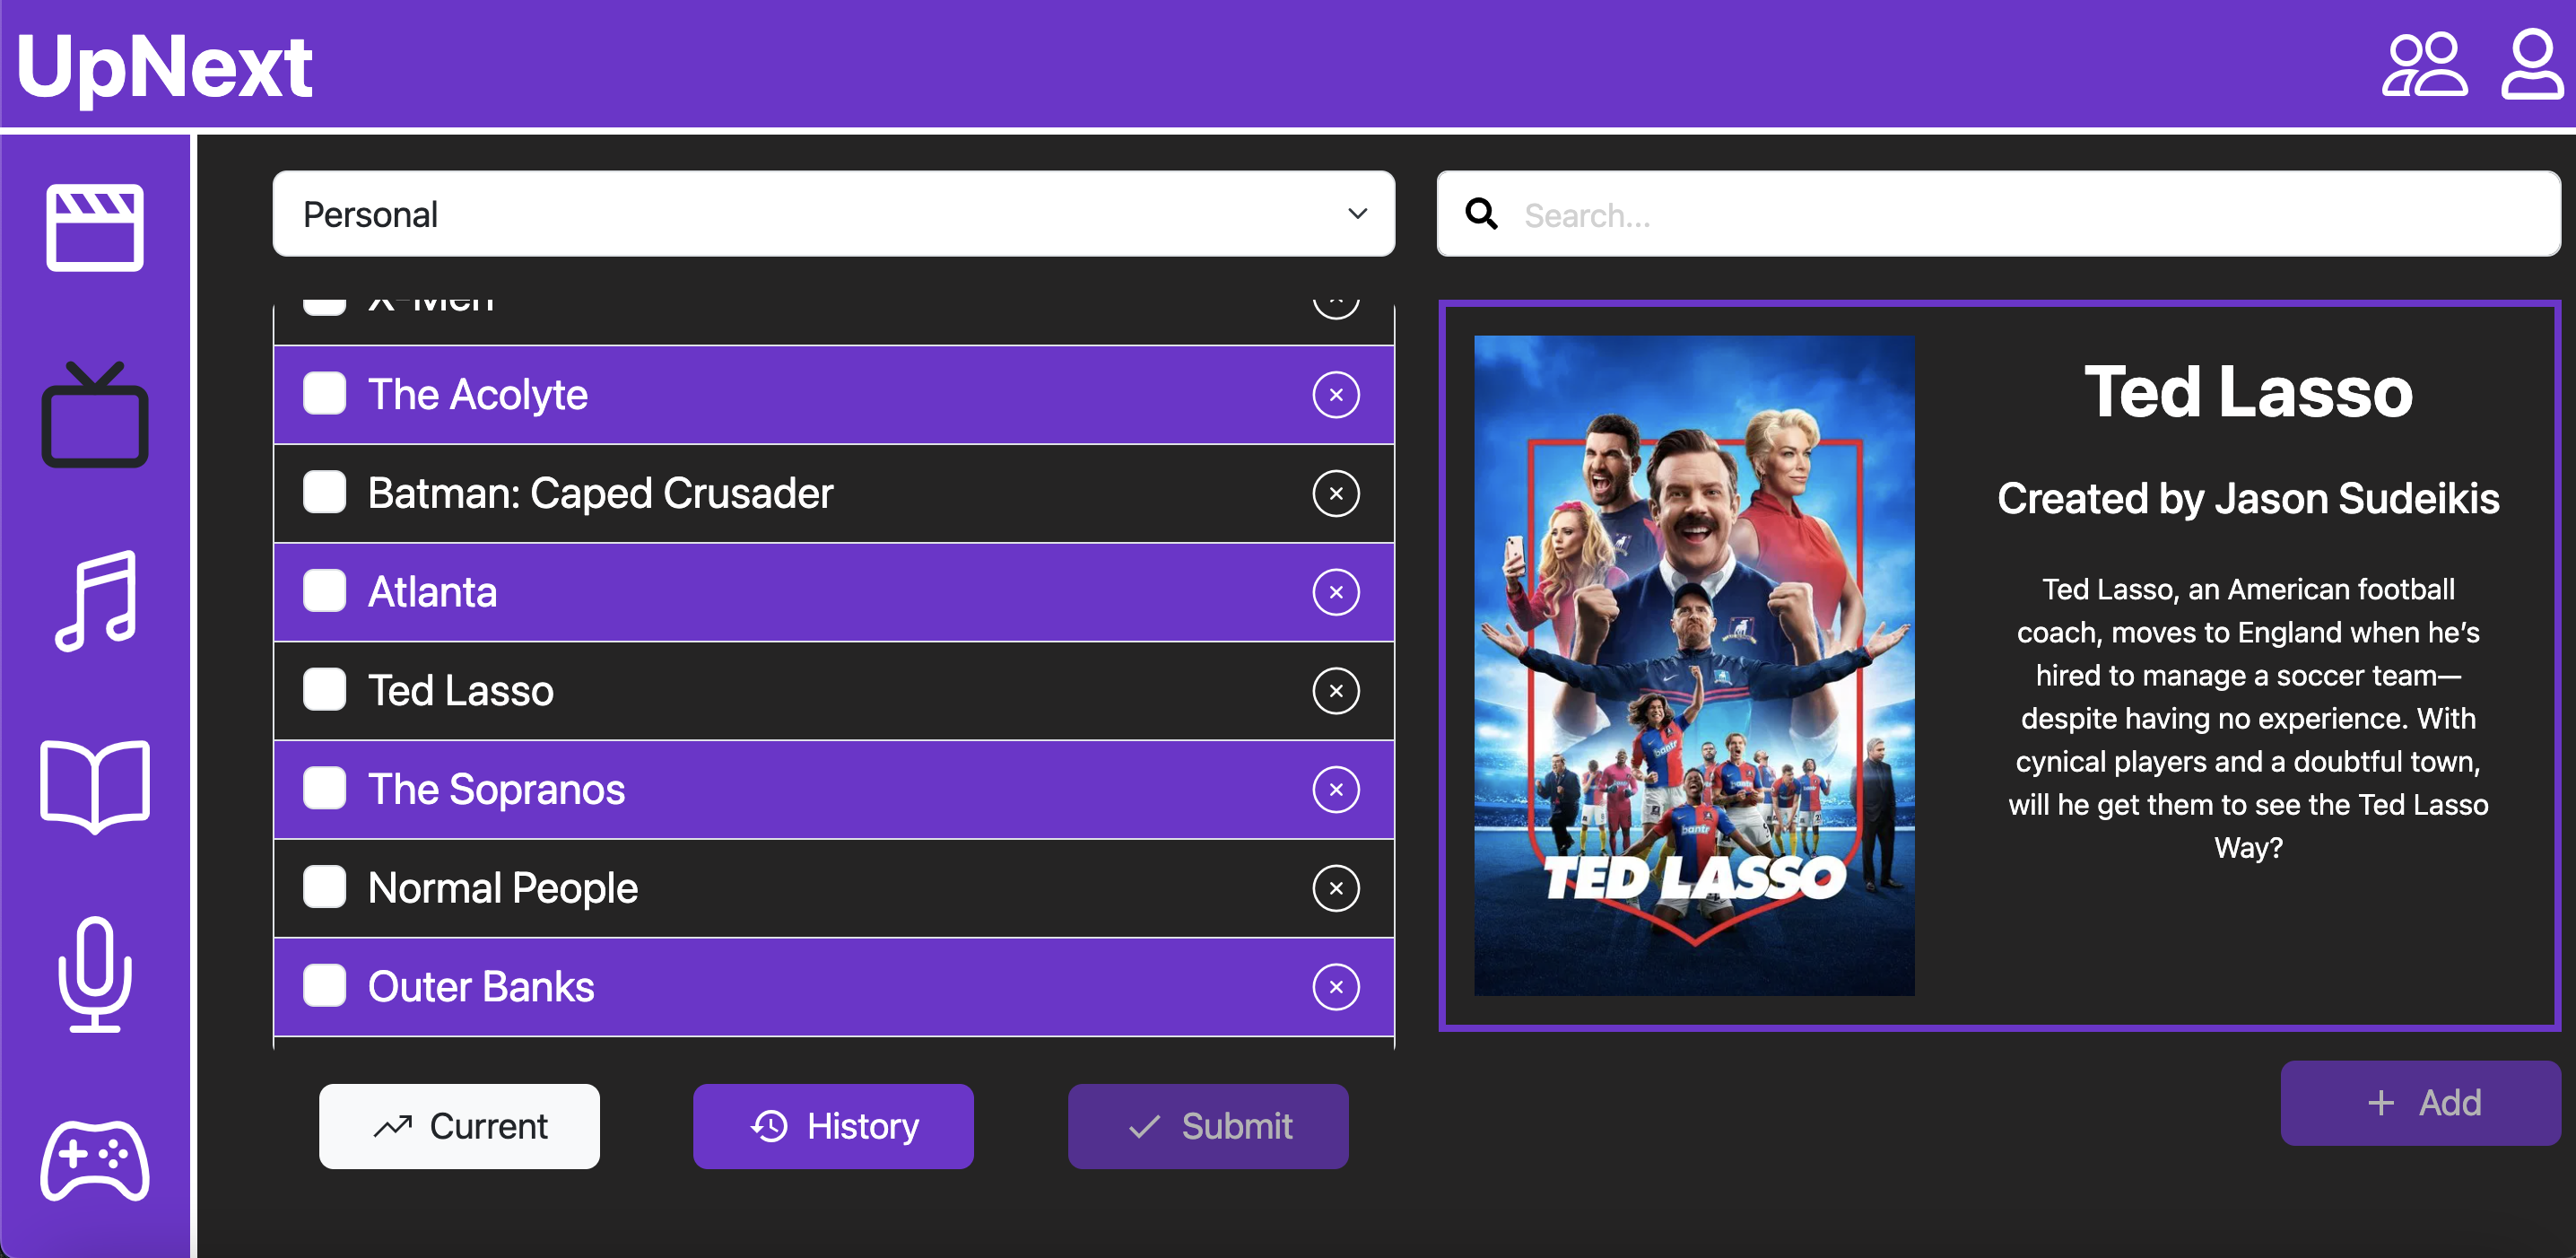 UpNext
Personal
Search...
X-Men
The Acolyte
Batman: Caped Crusader
Atlanta
Ted Lasso
The Sopranos
Normal People
Outer Banks
Current
History
Submit
bantr
bantr
TED LASSO
Ted Lasso
Created by Jason Sudeikis
Ted Lasso, an American football
coach, moves to England when he’s
hired to manage a soccer team—
despite having no experience. With
cynical players and a doubtful town,
will he get them to see the Ted Lasso
Way?
Add